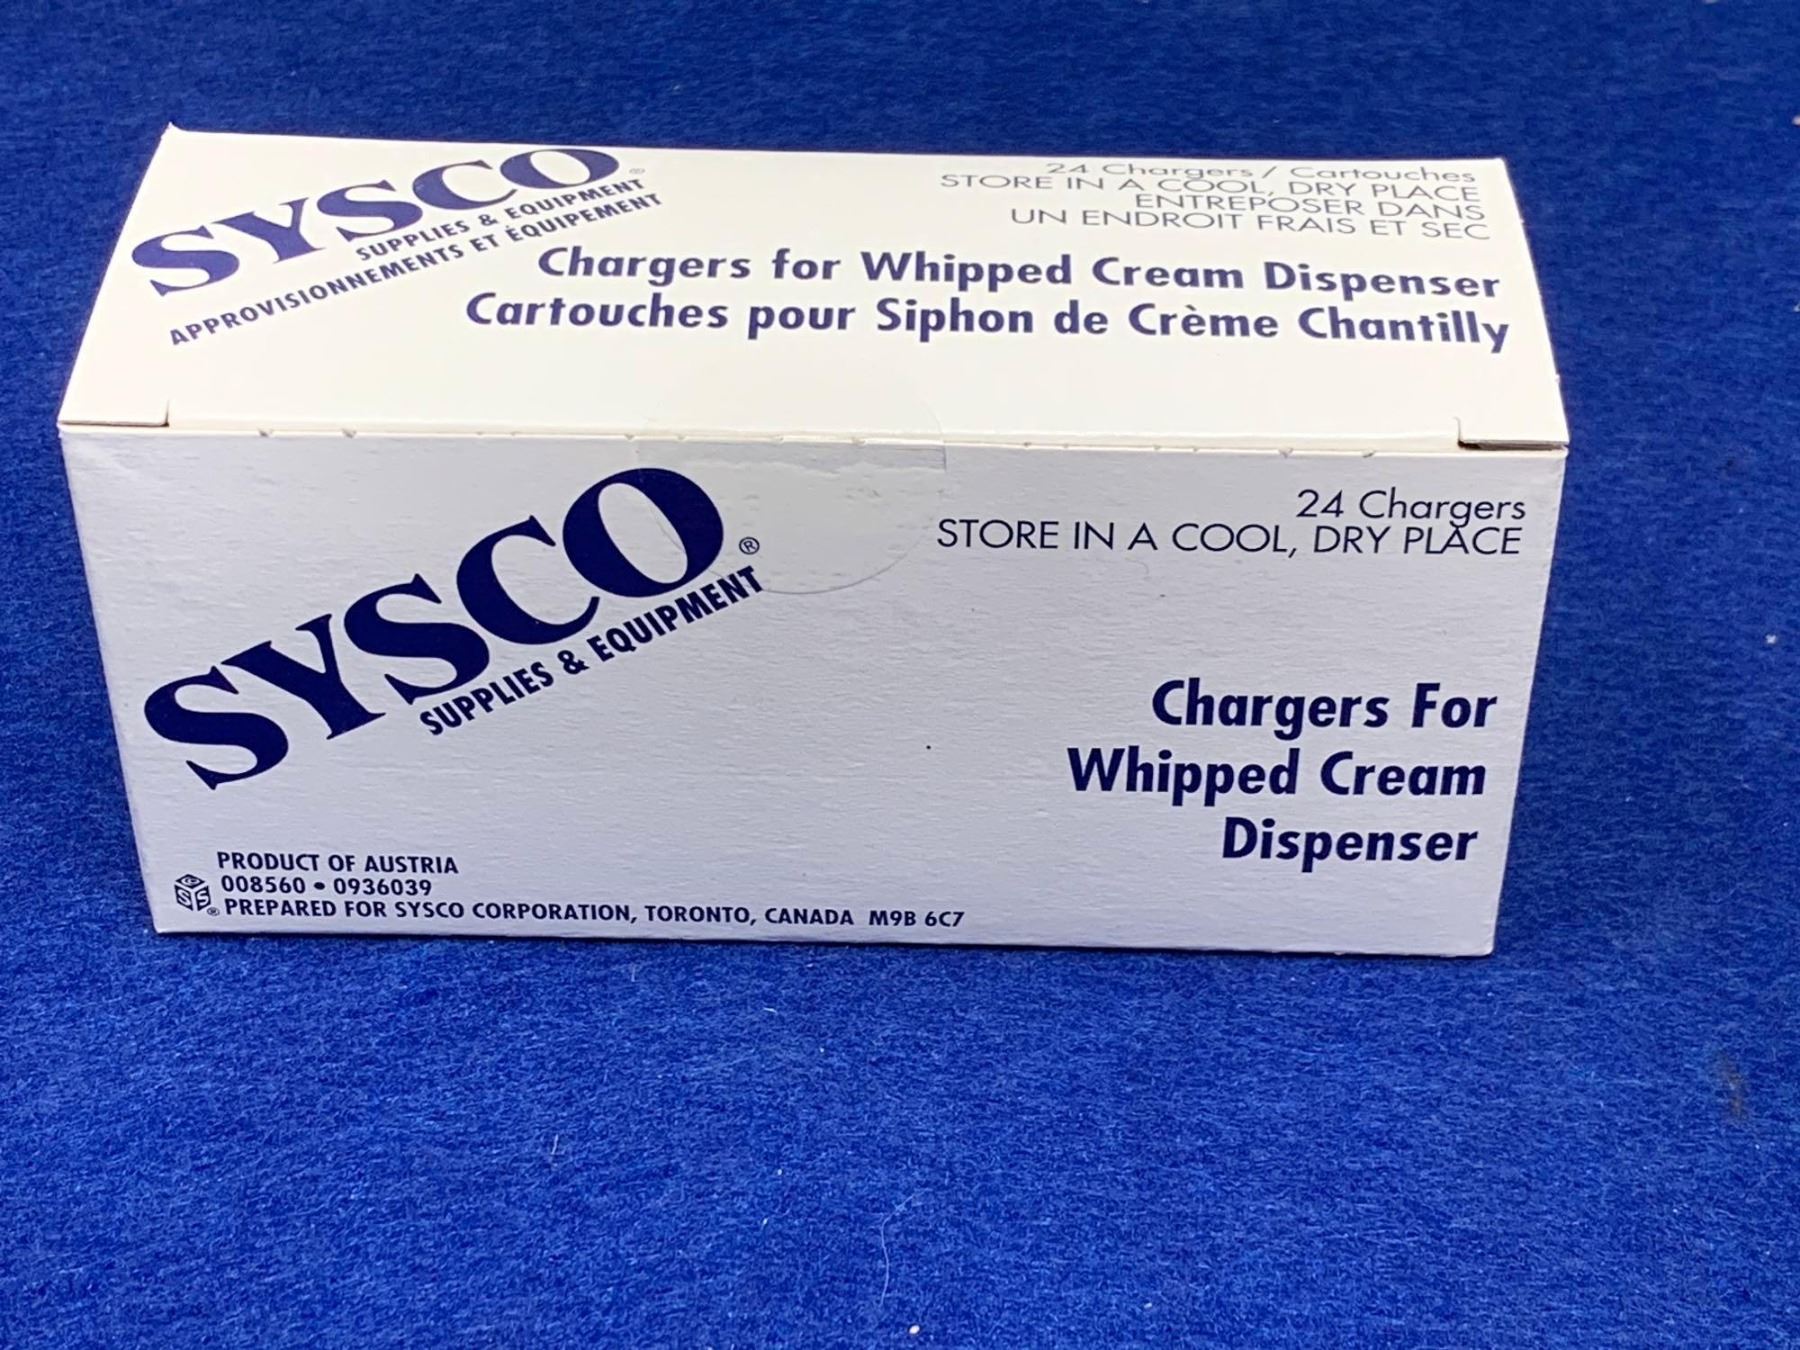 SYSCO®
SUPPLIES & EQUIPMENT
APPROVISIONNEMENTS ET ÉQUIPEMENT
24 Chargers / Cartouches
STORE IN A COOL, DRY PLACE
ENTREPOSER DANS
UN ENDROIT FRAIS ET SEC
Chargers for Whipped Cream Dispenser
Cartouches pour Siphon de Crème Chantilly
SYSCO®
SUPPLIES & EQUIPMENT
24 Chargers
STORE IN A COOL, DRY PLACE
Chargers For
Whipped Cream
Dispenser
PRODUCT OF AUSTRIA
008560 • 0936039
PREPARED FOR SYSCO CORPORATION, TORONTO, CANADA M9B 6C7